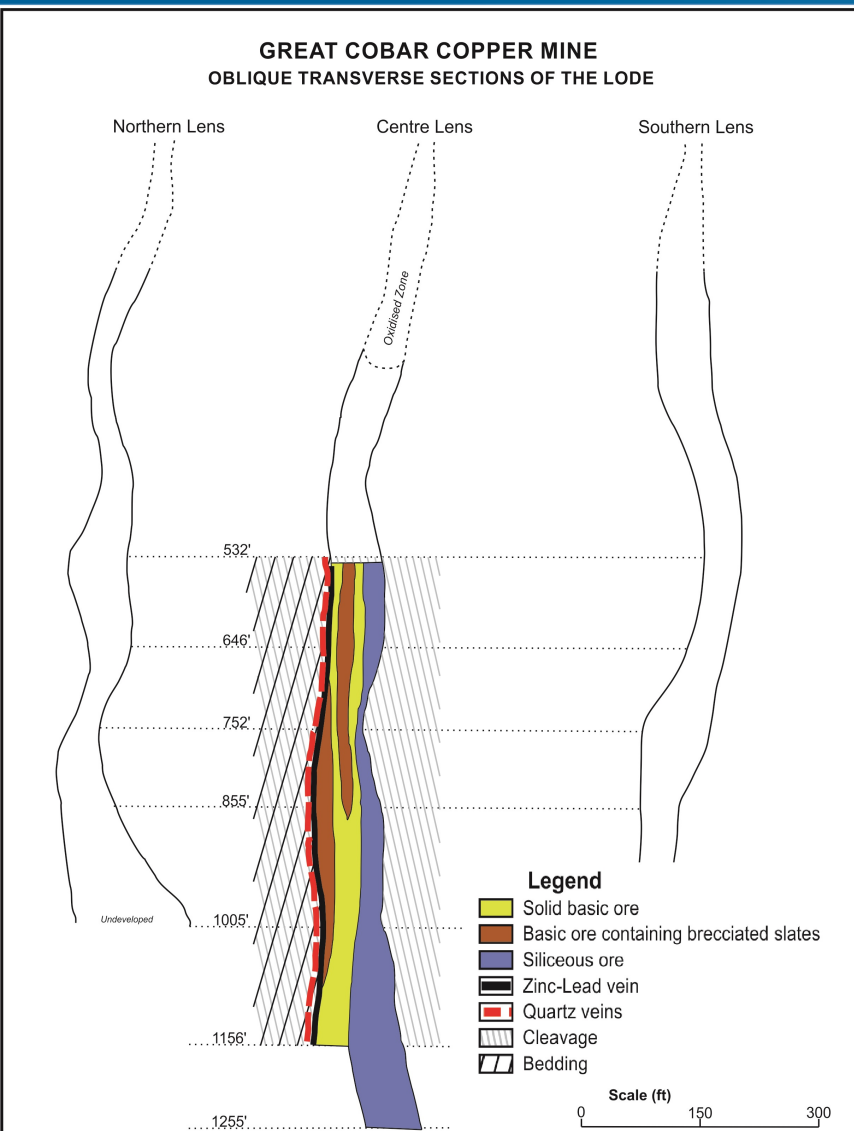 GREAT COBAR COPPER MINE
OBLIQUE TRANSVERSE SECTIONS OF THE LODE
Northern Lens
Centre Lens
Southern Lens
Oxidised Zone
532'
646'
752'
855'
1005'
1156'
1255'
Undeveloped
Legend
Solid basic ore
Basic ore containing brecciated slates
Siliceous ore
Zinc-Lead vein
Quartz veins
Cleavage
Bedding
Scale (ft)
0 150 300